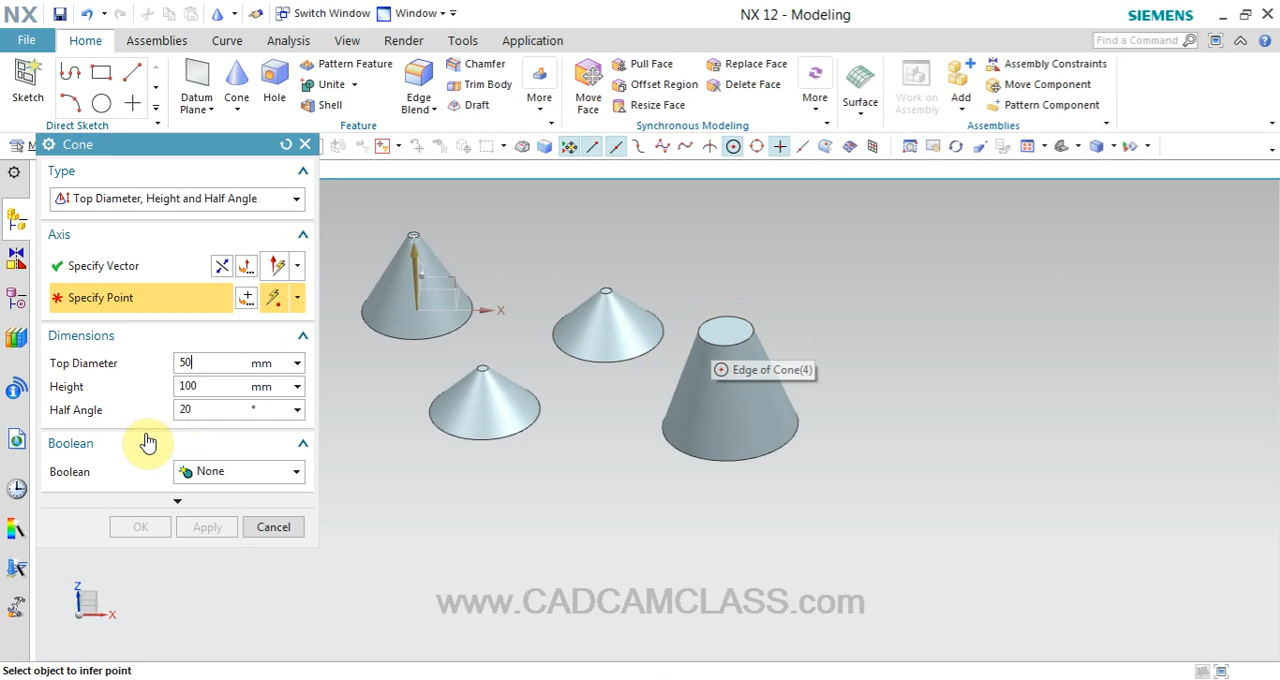 NX
Switch Window
Window
NX 12 - Modeling
SIEMENS
File
Home
Assemblies
Curve
Analysis
View
Render
Tools
Application
Find a Command
Sketch
Direct Sketch
Datum
Plane
Cone
Hole
Pattern Feature
Unite
Shell
Edge
Blend
Chamfer
Trim Body
Draft
More
Feature
Move
Face
Pull Face
Offset Region
Resize Face
Replace Face
Delete Face
More
Synchronous Modeling
Surface
Work on
Assembly
Add
Assembly Constraints
Move Component
Pattern Component
Assemblies
M
Cone
Type
Top Diameter, Height and Half Angle
Axis
Specify Vector
* Specify Point
Dimensions
Top Diameter 50 mm
Height 100 mm
Half Angle 20 °
Boolean
Boolean None
OK
Apply
Cancel
X
Edge of Cone(4)
Z
X
www.CADCAMCLASS.com
Select object to infer point